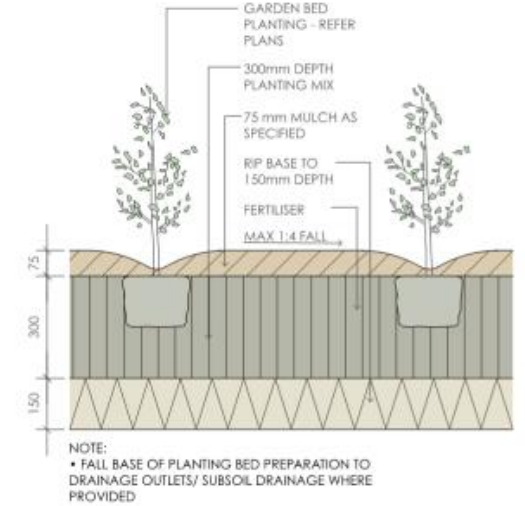 GARDEN BED
PLANTING - REFER
PLANS
300mm DEPTH
PLANTING MIX
75 mm MULCH AS
SPECIFIED
RIP BASE TO
150mm DEPTH
FERTILISER
MAX 1:4 FALL
75
300
150
NOTE:
• FALL BASE OF PLANTING BED PREPARATION TO
DRAINAGE OUTLETS/ SUBSOIL DRAINAGE WHERE
PROVIDED